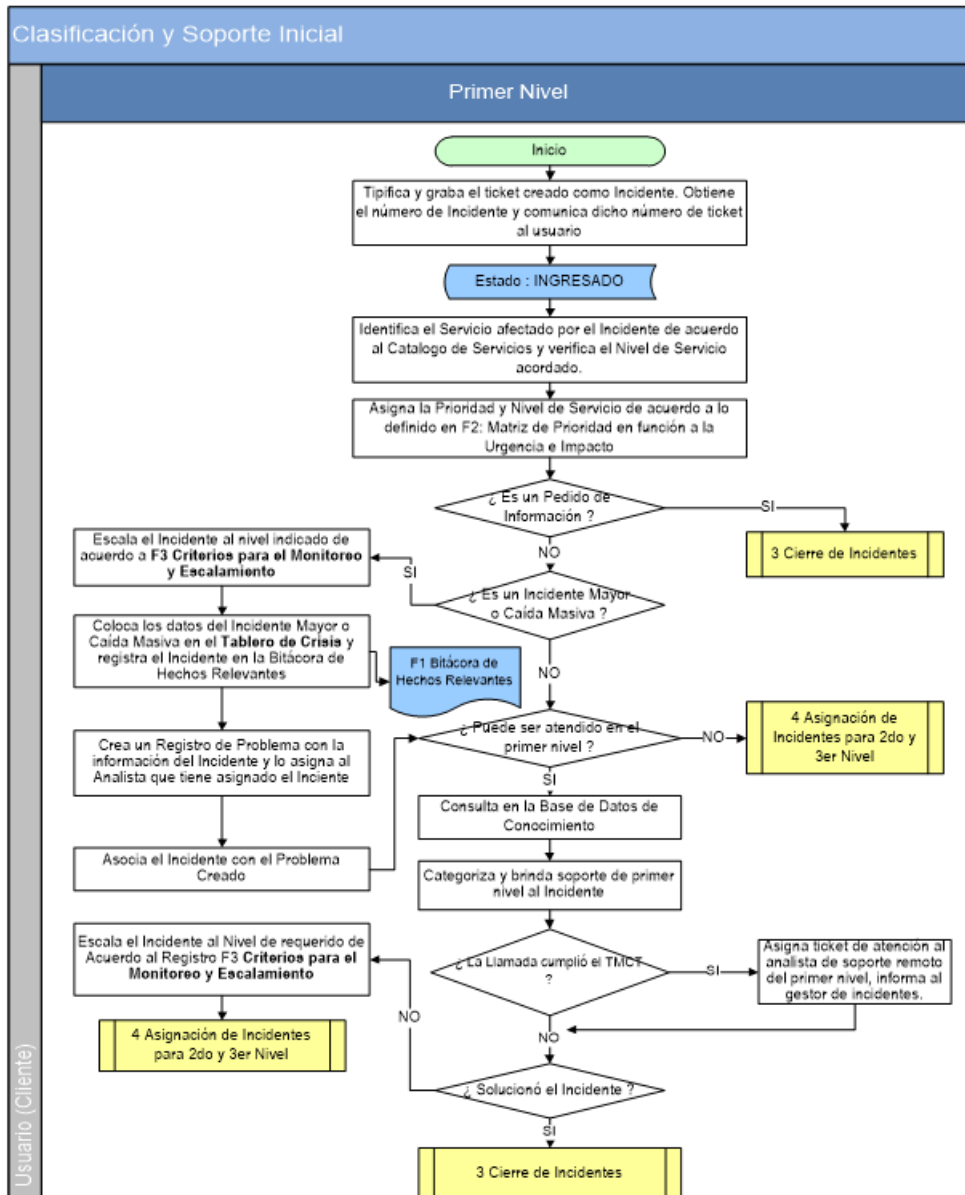 Clasificación y Soporte Inicial
Primer Nivel
Usuario (Cliente)
Inicio
Tipifica y graba el ticket creado como Incidente. Obtiene
el número de Incidente y comunica dicho número de ticket
al usuario
Estado : INGRESADO
Identifica el Servicio afectado por el Incidente de acuerdo
al Catalogo de Servicios y verifica el Nivel de Servicio
acordado.
Asigna la Prioridad y Nivel de Servicio de acuerdo a lo
definido en F2: Matriz de Prioridad en función a la
Urgencia e Impacto
¿ Es un Pedido de
Información ?
SI
3 Cierre de Incidentes
NO
¿ Es un Incidente Mayor
o Caída Masiva ?
SI
Escala el Incidente al nivel indicado de
acuerdo a F3 Criterios para el Monitoreo
y Escalamiento
Coloca los datos del Incidente Mayor o
Caída Masiva en el Tablero de Crisis y
registra el Incidente en la Bitácora de
Hechos Relevantes
F1 Bitácora de
Hechos Relevantes
Crea un Registro de Problema con la
información del Incidente y lo asigna al
Analista que tiene asignado el Inciente
Asocia el Incidente con el Problema
Creado
NO
¿ Puede ser atendido en el
primer nivel ?
NO
4 Asignación de
Incidentes para 2do y
3er Nivel
SI
Consulta en la Base de Datos de
Conocimiento
Categoriza y brinda soporte de primer
nivel al Incidente
¿ La Llamada cumplió el TMCT
?
SI
Asigna ticket de atención al
analista de soporte remoto
del primer nivel, informa al
gestor de incidentes.
NO
¿ Solucionó el Incidente ?
NO
Escala el Incidente al Nivel de requerido de
Acuerdo al Registro F3 Criterios para el
Monitoreo y Escalamiento
4 Asignación de Incidentes
para 2do y 3er Nivel
SI
3 Cierre de Incidentes